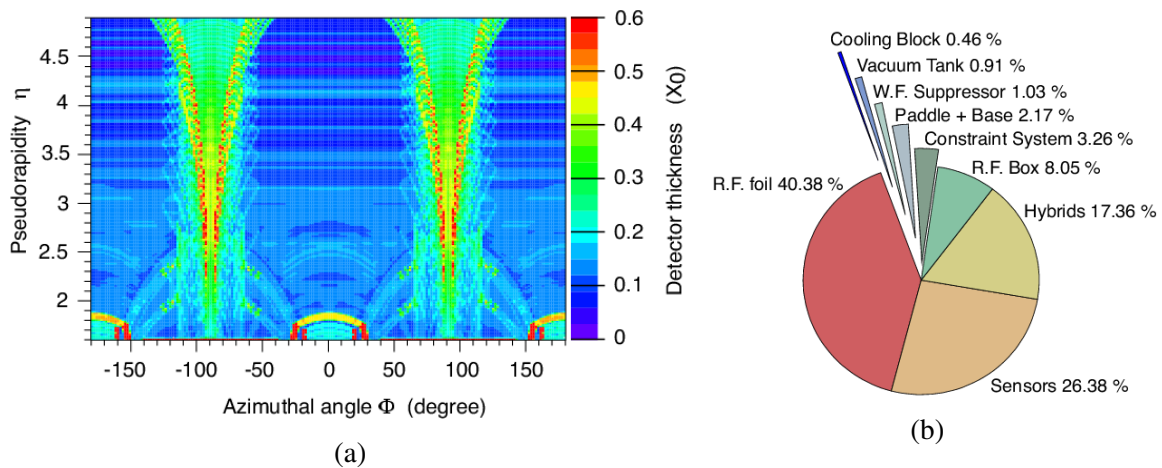 Pseudorapidity η
4.5
4
3.5
3
2.5
2
-150 -100 -50 0 50 100 150
Azimuthal angle Φ (degree)
0.6
0.5
0.4
0.3
0.2
0.1
0
Detector thickness (X0)
(a)
Cooling Block 0.46 %
Vacuum Tank 0.91 %
W.F. Suppressor 1.03 %
Paddle + Base 2.17 %
Constraint System 3.26 %
R.F. Box 8.05 %
R.F. foil 40.38 %
Hybrids 17.36 %
Sensors 26.38 %
(b)